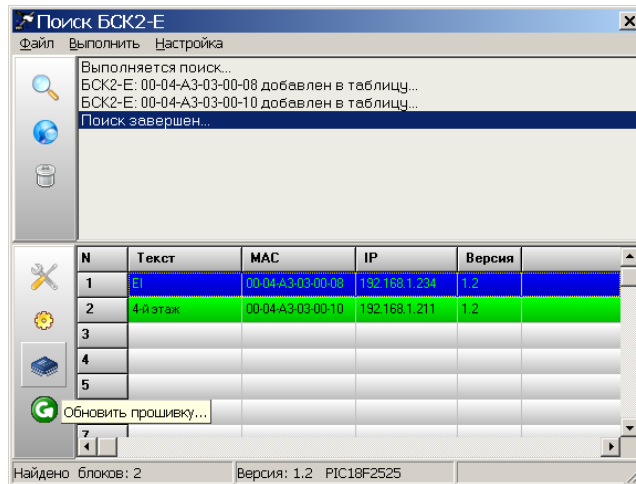 Поиск БСК2-Е
Файл Выполнить Настройка
Выполняется поиск...
БСК2-Е: 00-04-А3-03-00-08 добавлен в таблицу...
БСК2-Е: 00-04-А3-03-00-10 добавлен в таблицу...
Поиск завершен...
N Текст MAC IP Версия
1 EI 00-04-A3-03-00-08 192.168.1.234 1.2
2 4-й этаж 00-04-A3-03-00-10 192.168.1.211 1.2
3
4
5
Обновить прошивку...
7
Найдено блоков: 2 Версия: 1.2 PIC18F2525